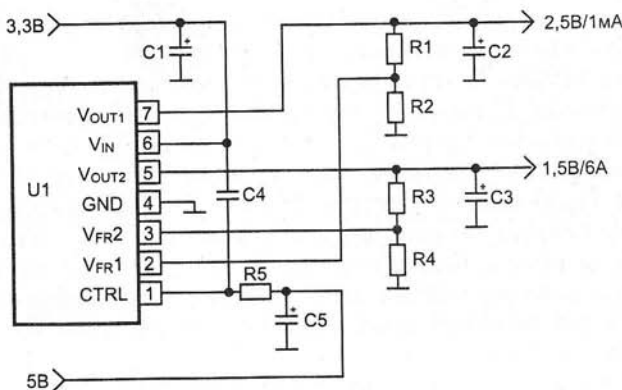 3,3В
2,5В/1мА
C1
R1
C2
VOUT1
7
R2
VIN
6
1,5В/6А
VOUT2
5
U1
C4
R3
C3
GND
4
VFR2
3
R4
VFR1
2
R5
CTRL
1
C5
5В